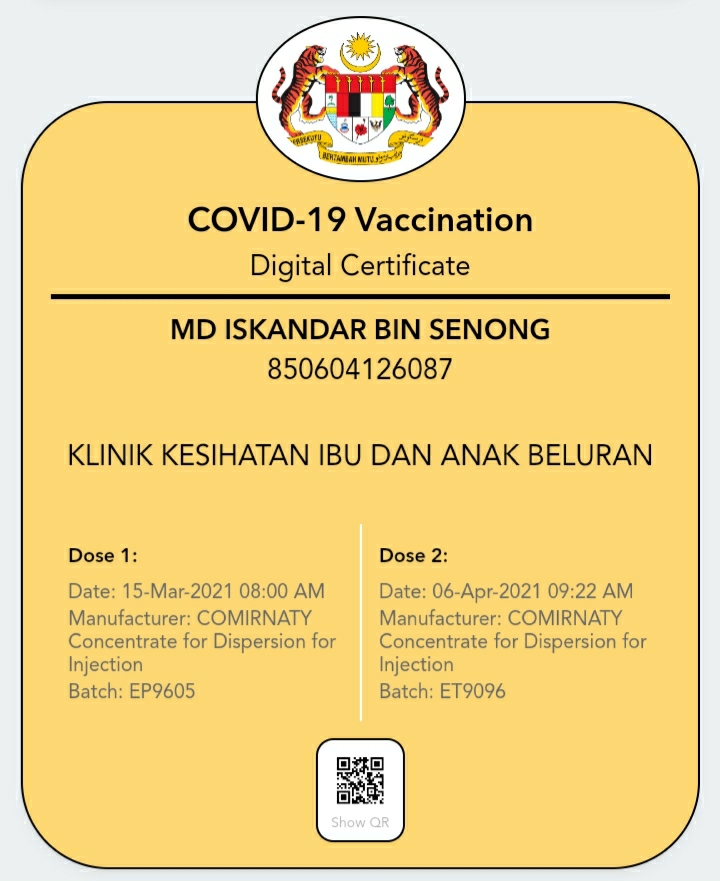 BERSEKUTU
BERTAMBAH MUTU
COVID-19 Vaccination
Digital Certificate
MD ISKANDAR BIN SENONG
850604126087
KLINIK KESIHATAN IBU DAN ANAK BELURAN
Dose 1:
Date: 15-Mar-2021 08:00 AM
Manufacturer: COMIRNATY
Concentrate for Dispersion for
Injection
Batch: EP9605
Dose 2:
Date: 06-Apr-2021 09:22 AM
Manufacturer: COMIRNATY
Concentrate for Dispersion for
Injection
Batch: ET9096
Show QR